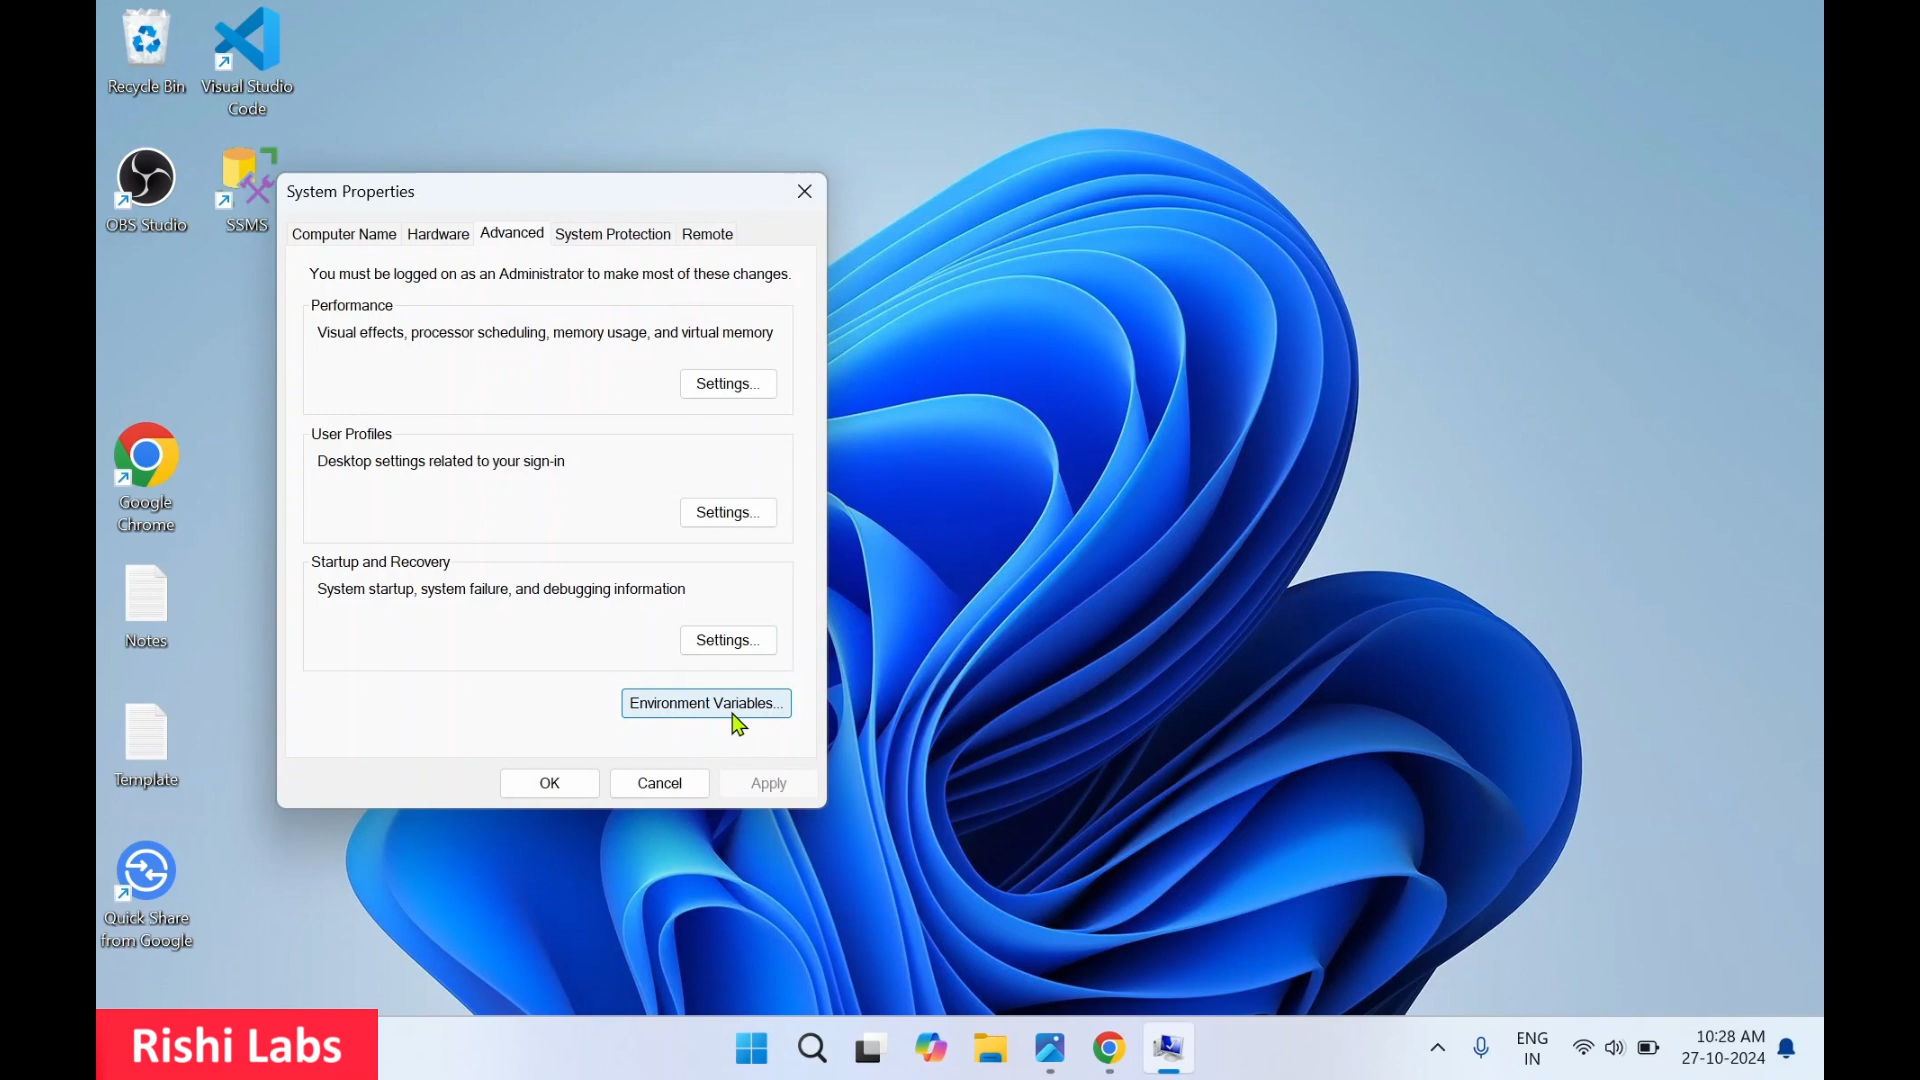 Recycle Bin
Visual Studio
Code
OBS Studio
SSMS
System Properties
Computer Name
Hardware
Advanced
System Protection
Remote
You must be logged on as an Administrator to make most of these changes.
Performance
Visual effects, processor scheduling, memory usage, and virtual memory
Settings...
User Profiles
Desktop settings related to your sign-in
Settings...
Startup and Recovery
System startup, system failure, and debugging information
Settings...
Environment Variables...
OK
Cancel
Apply
Google
Chrome
Notes
Template
Quick Share
from Google
Rishi Labs
ENG
IN
10:28 AM
27-10-2024